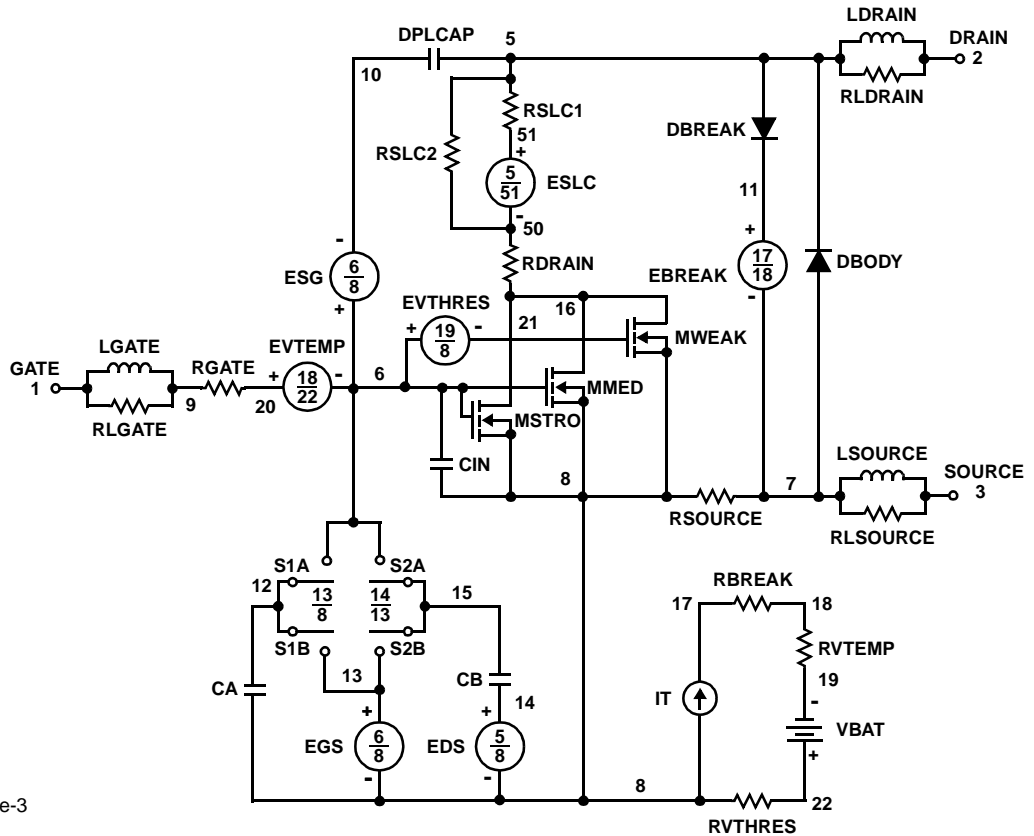 LDRAIN
DPLCAP
5
DRAIN
2
10
RLDRAIN
RSLC1
DBREAK
51
+
RSLC2
5
51
ESLC
11
-
50
-
+
RDRAIN
17
18
EBREAK
DBODY
ESG
6
8
EVTHRES
16
+
-
21
+
19
8
-
MWEAK
LGATE
EVTEMP
GATE
1
RGATE
+
18
22
-
6
MMED
9
20
MSTRO
RLGATE
LSOURCE
CIN
8
7
SOURCE
3
RSOURCE
RLSOURCE
S1A
S2A
12
13
8
14
13
15
RBREAK
17
18
S1B
S2B
RVTEMP
13
CB
19
CA
14
IT
-
+
+
VBAT
EGS
6
8
EDS
5
8
+
-
-
8
22
e-3
RVTHRES